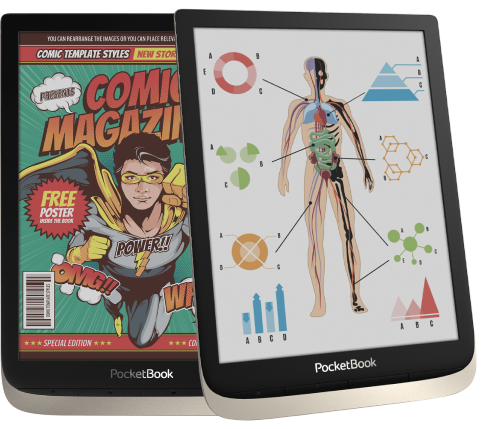 YOU CAN REARRANGE THE IMAGES OR YOU CAN PLACE
COMIC TEMPLATE STYLES
NEW STOR
PRESENTS
COMIC
MAGAZIN
FREE
POSTER
INSIDE THE BOOK
POWER!!
OMG!!
WH
★★★ SPECIAL EDITION ★★★
★★★ CO
PocketBook
A B
E
D C
A
B
C
A B
C
A B
C
A B
D C
A B
E D C
A B C D
A B C
PocketBook